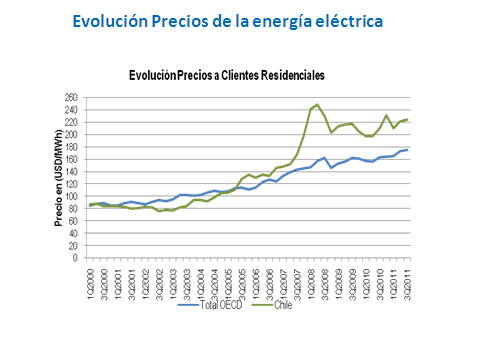 Evolución Precios de la energía eléctrica
Evolución Precios a Clientes Residenciales
Precio en (USD/MWh)
260
240
220
200
180
160
140
120
100
80
60
40
20
0
1Q2000
3Q2000
1Q2001
3Q2001
1Q2002
3Q2002
1Q2003
3Q2003
1Q2004
3Q2004
1Q2005
3Q2005
1Q2006
3Q2006
1Q2007
3Q2007
1Q2008
3Q2008
1Q2009
3Q2009
1Q2010
3Q2010
1Q2011
3Q2011
Total OECD
Chile